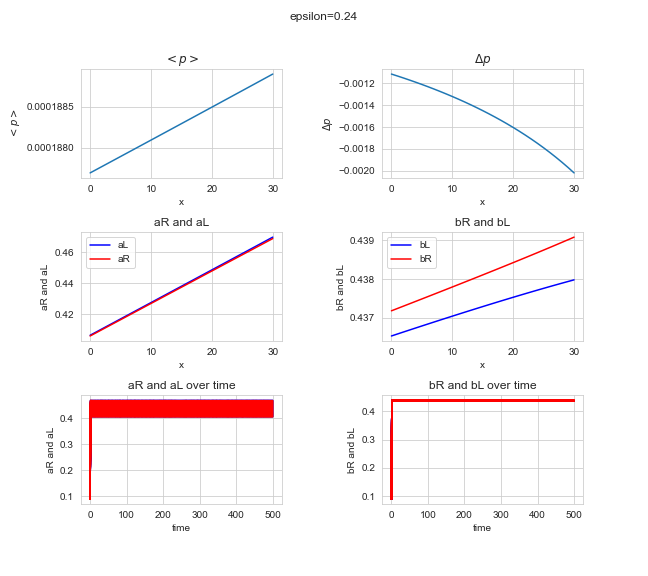 epsilon=0.24
< p >
< p >
0.0001885
0.0001880
0 10 20 30
x
Δp
Δp
−0.0012
−0.0014
−0.0016
−0.0018
−0.0020
0 10 20 30
x
aR and aL
aR and aL
0.46
0.44
0.42
aL
aR
0 10 20 30
x
bR and bL
bR and bL
0.439
0.438
0.437
bL
bR
0 10 20 30
x
aR and aL over time
aR and aL
0.4
0.3
0.2
0.1
0 100 200 300 400 500
time
bR and bL over time
bR and bL
0.4
0.3
0.2
0.1
0 100 200 300 400 500
time